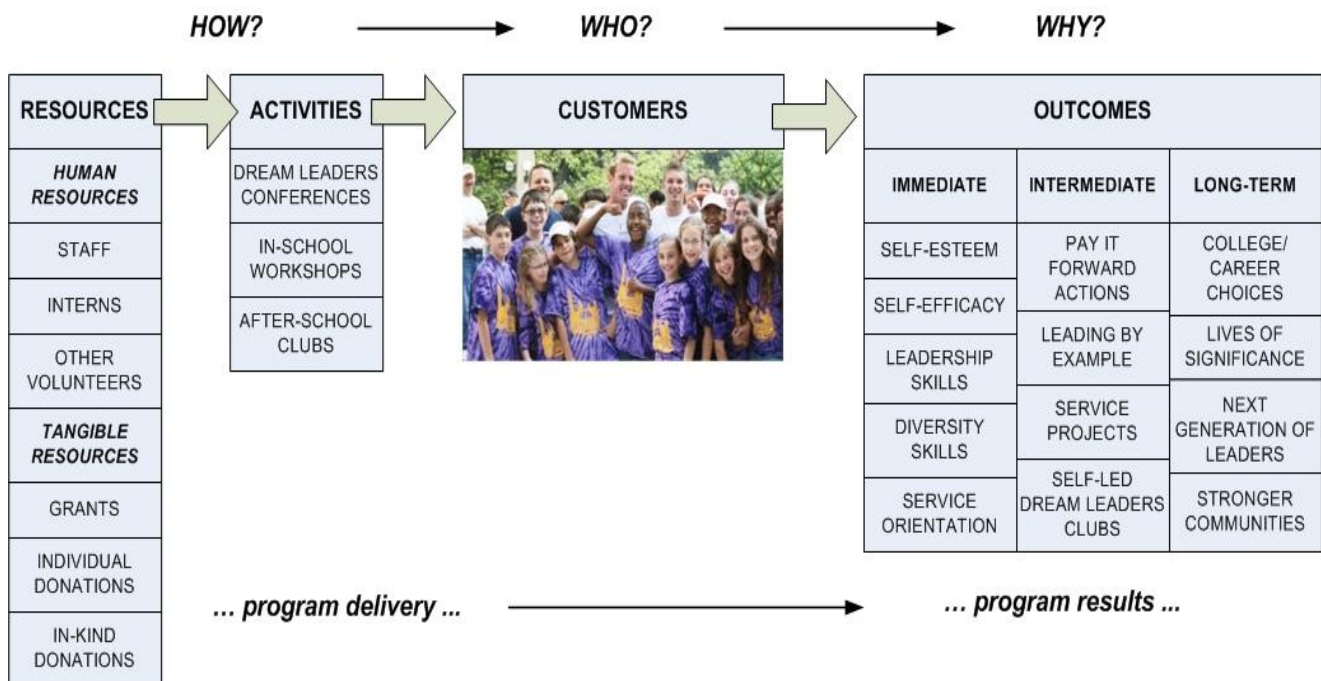 HOW?
WHO?
WHY?
RESOURCES
HUMAN
RESOURCES
STAFF
INTERNS
OTHER
VOLUNTEERS
TANGIBLE
RESOURCES
GRANTS
INDIVIDUAL
DONATIONS
IN-KIND
DONATIONS
ACTIVITIES
DREAM LEADERS
CONFERENCES
IN-SCHOOL
WORKSHOPS
AFTER-SCHOOL
CLUBS
CUSTOMERS
OUTCOMES
IMMEDIATE
SELF-ESTEEM
SELF-EFFICACY
LEADERSHIP
SKILLS
DIVERSITY
SKILLS
SERVICE
ORIENTATION
INTERMEDIATE
PAY IT
FORWARD
ACTIONS
LEADING BY
EXAMPLE
SERVICE
PROJECTS
SELF-LED
DREAM LEADERS
CLUBS
LONG-TERM
COLLEGE/
CAREER
CHOICES
LIVES OF
SIGNIFICANCE
NEXT
GENERATION OF
LEADERS
STRONGER
COMMUNITIES
... program delivery ...
... program results ...